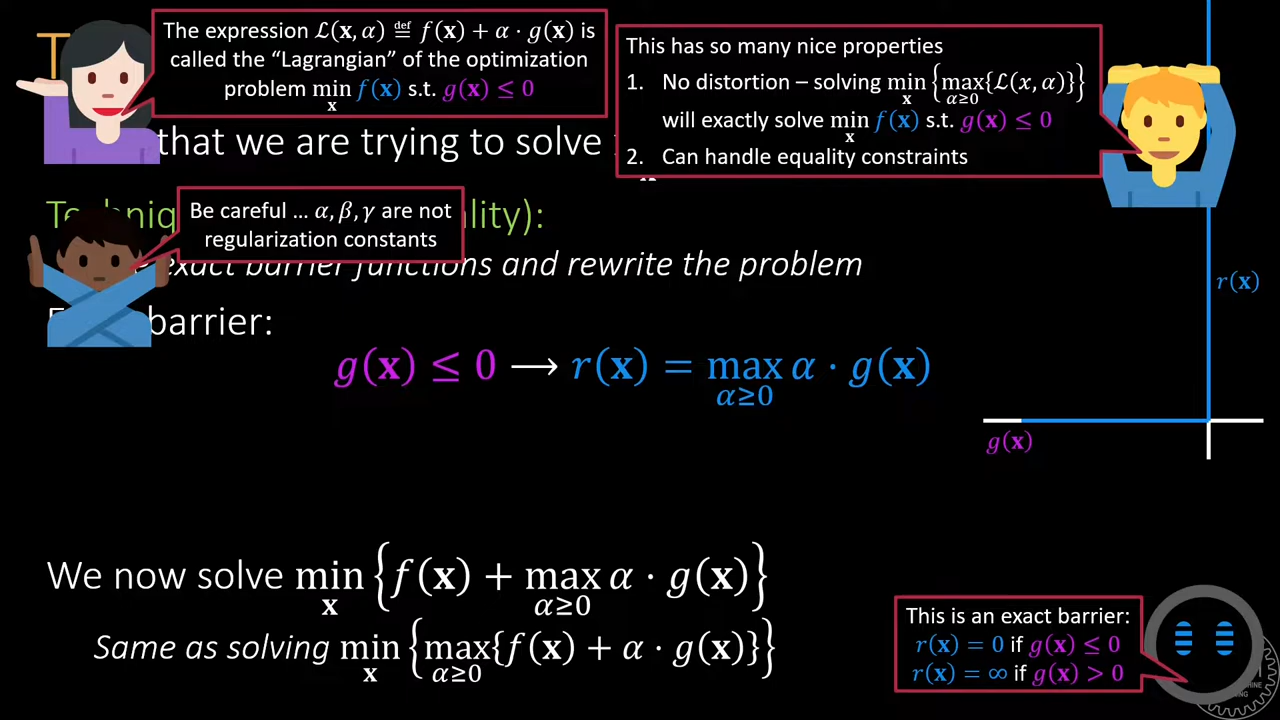 The expression ℒ(𝐱, α) ≝ f(𝐱) + α · g(𝐱) is
called the “Lagrangian” of the optimization
problem min f(𝐱) s.t. g(𝐱) ≤ 0
𝐱
This has so many nice properties
1. No distortion – solving min {max{ℒ(x, α)}}
𝐱 α≥0
will exactly solve min f(𝐱) s.t. g(𝐱) ≤ 0
𝐱
2. Can handle equality constraints
that we are trying to solve
Be careful … α, β, γ are not
regularization constants
exact barrier functions and rewrite the problem
barrier:
g(𝐱) ≤ 0 ⟶ r(𝐱) = max α · g(𝐱)
α≥0
r(𝐱)
g(𝐱)
We now solve min {f(𝐱) + max α · g(𝐱)}
𝐱 α≥0
Same as solving min {max{f(𝐱) + α · g(𝐱)}}
𝐱 α≥0
This is an exact barrier:
r(𝐱) = 0 if g(𝐱) ≤ 0
r(𝐱) = ∞ if g(𝐱) > 0